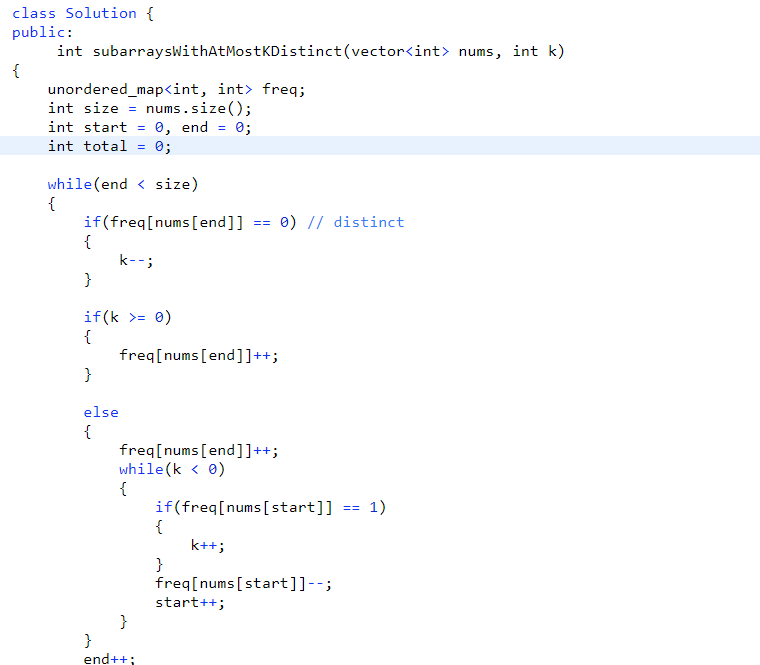 class Solution {
public:
     int subarraysWithAtMostKDistinct(vector<int> nums, int k)
{
    unordered_map<int, int> freq;
    int size = nums.size();
    int start = 0, end = 0;
    int total = 0;
    while(end < size)
    {
        if(freq[nums[end]] == 0) // distinct
        {
            k--;
        }
        if(k >= 0)
        {
            freq[nums[end]]++;
        }
        else
        {
            freq[nums[end]]++;
            while(k < 0)
            {
                if(freq[nums[start]] == 1)
                {
                    k++;
                }
                freq[nums[start]]--;
                start++;
            }
        }
        end++;